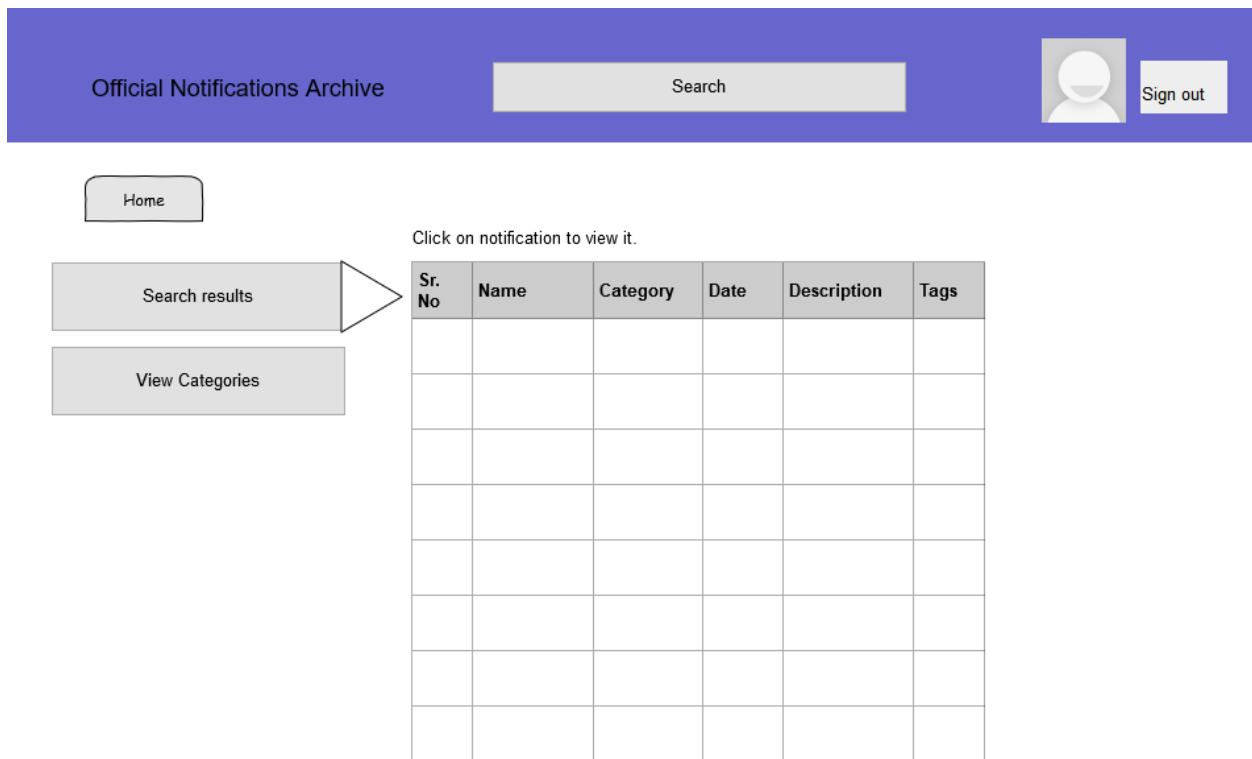 Official Notifications Archive
Search
Sign out
Home
Click on notification to view it.
Search results
View Categories
Sr.
No
Name
Category
Date
Description
Tags